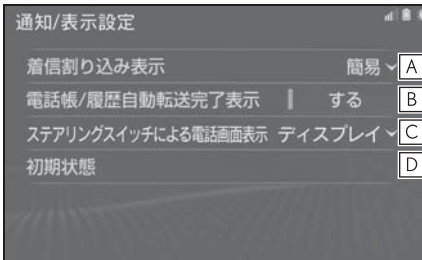 通知/表示設定
着信割り込み表示 簡易 A
電話帳/履歴自動転送完了表示 する B
ステアリングスイッチによる電話画面表示 ディスプレイ C
初期状態 D